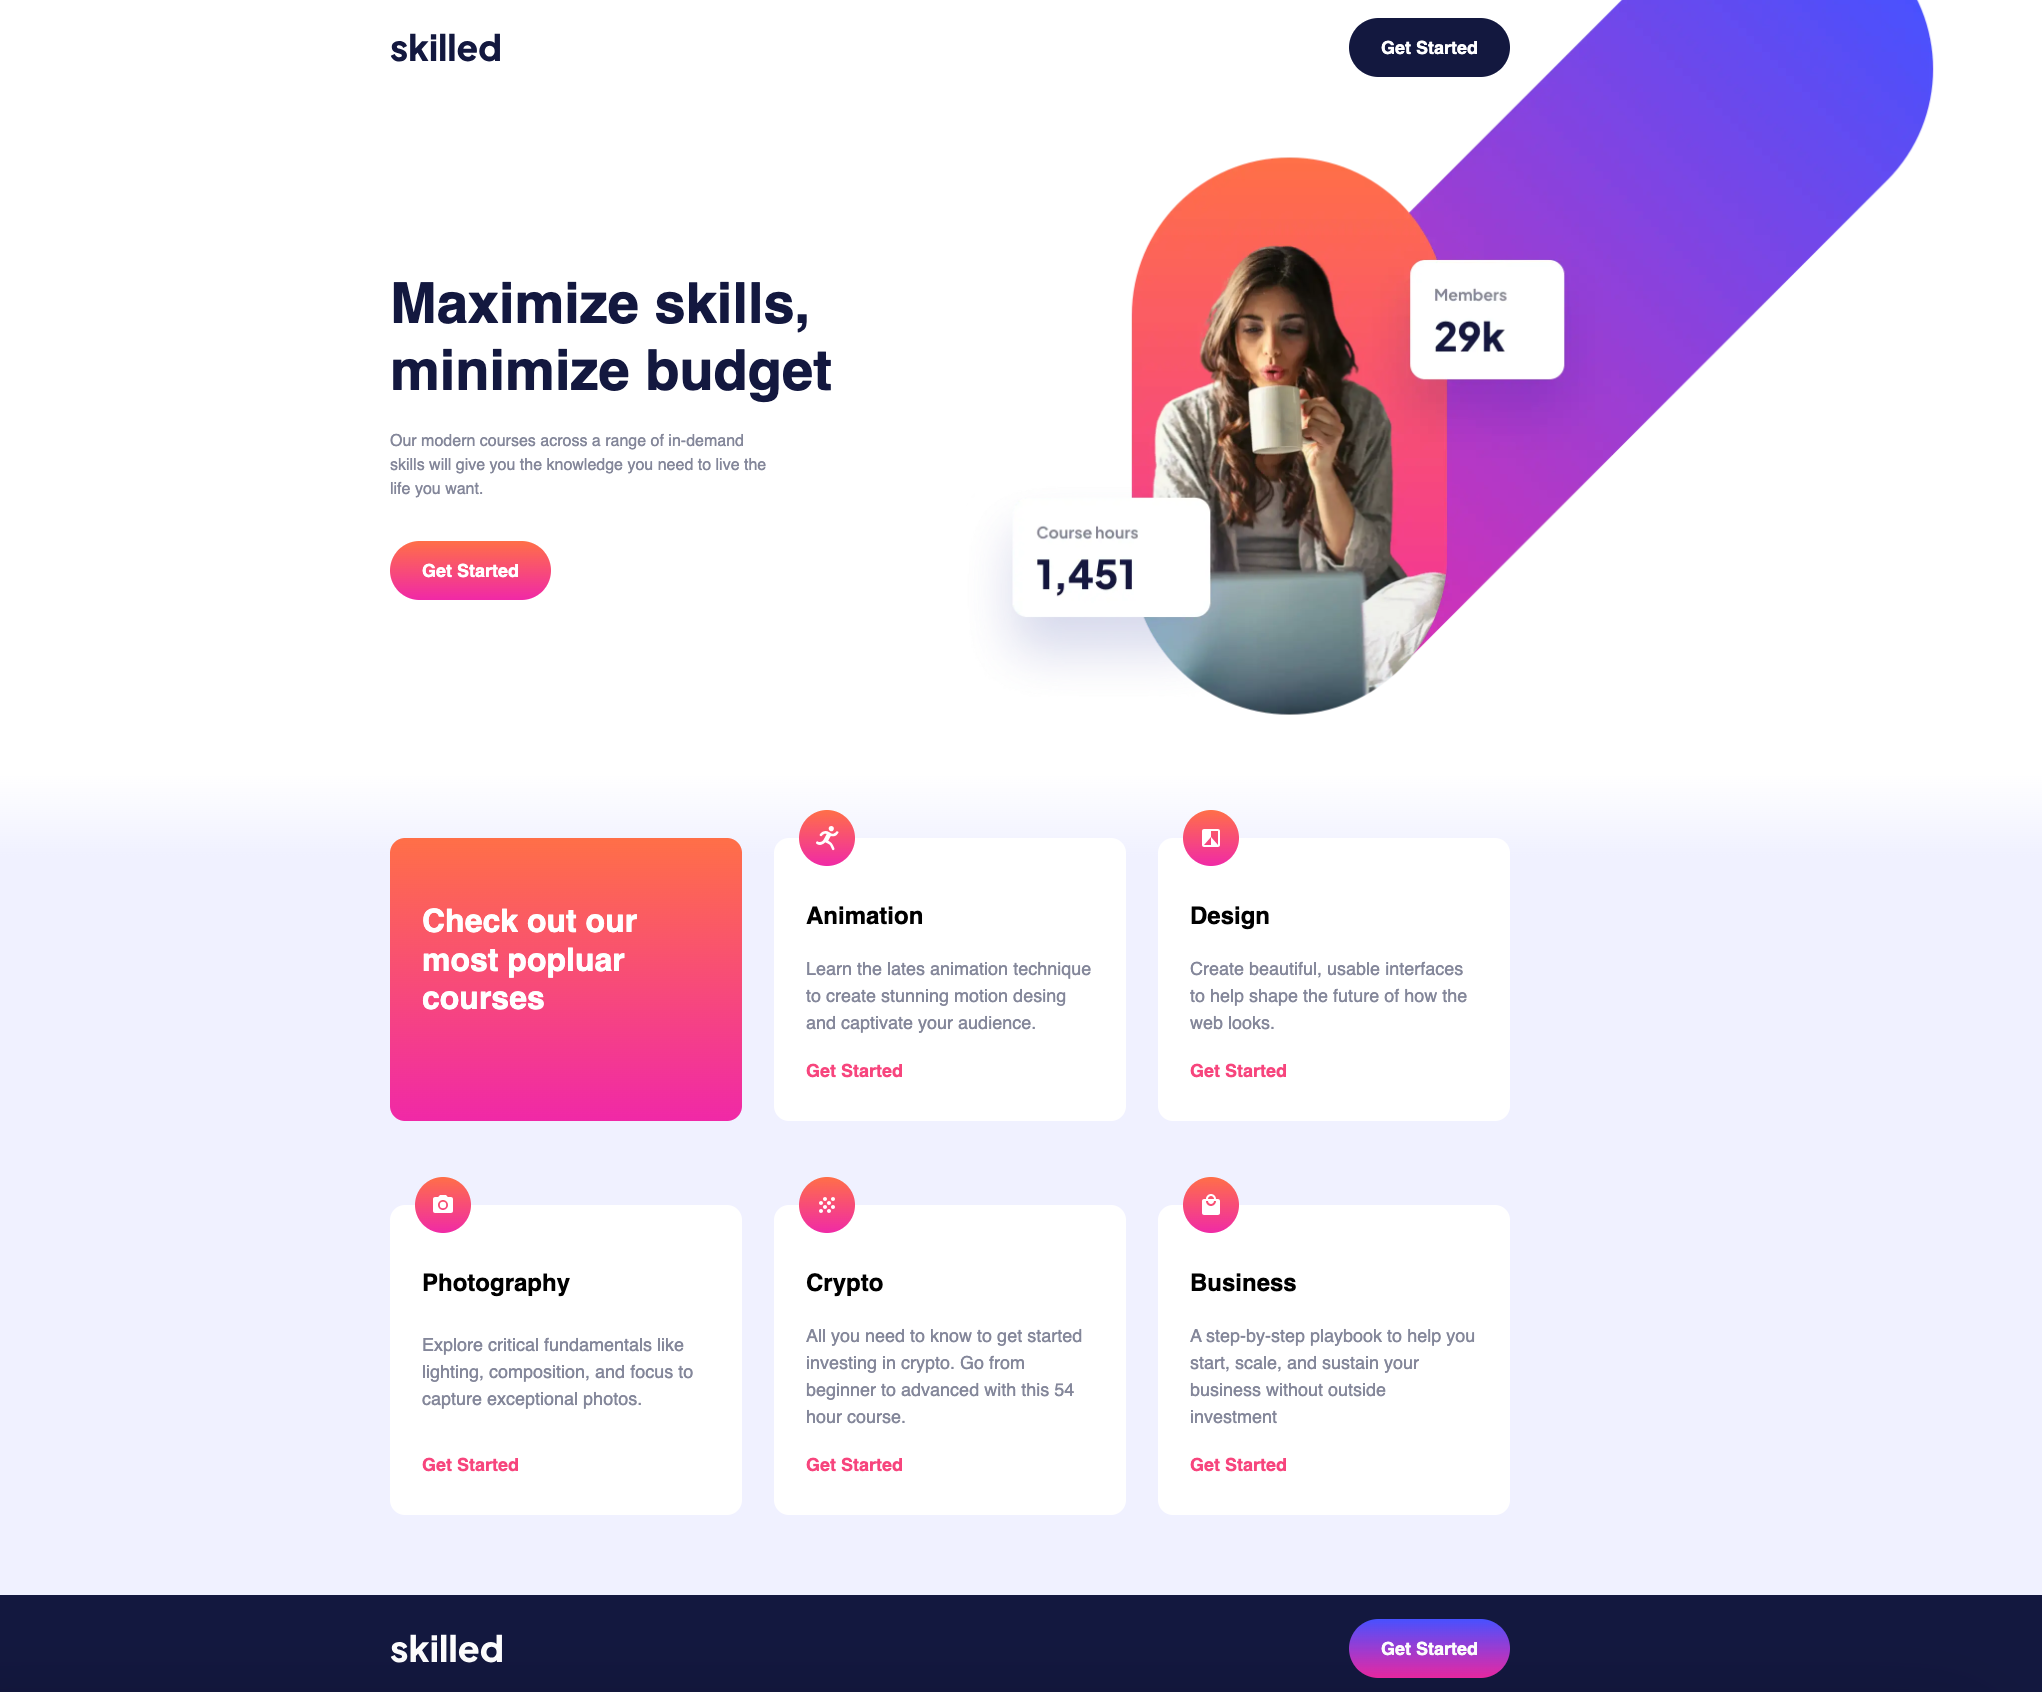 skilled
Get Started
Maximize skills,
minimize budget
Our modern courses across a range of in-demand
skills will give you the knowledge you need to live the
life you want.
Get Started
Members
29k
Course hours
1,451
Check out our
most popluar
courses
Animation
Learn the lates animation technique
to create stunning motion desing
and captivate your audience.
Get Started
Design
Create beautiful, usable interfaces
to help shape the future of how the
web looks.
Get Started
Photography
Explore critical fundamentals like
lighting, composition, and focus to
capture exceptional photos.
Get Started
Crypto
All you need to know to get started
investing in crypto. Go from
beginner to advanced with this 54
hour course.
Get Started
Business
A step-by-step playbook to help you
start, scale, and sustain your
business without outside
investment
Get Started
skilled
Get Started